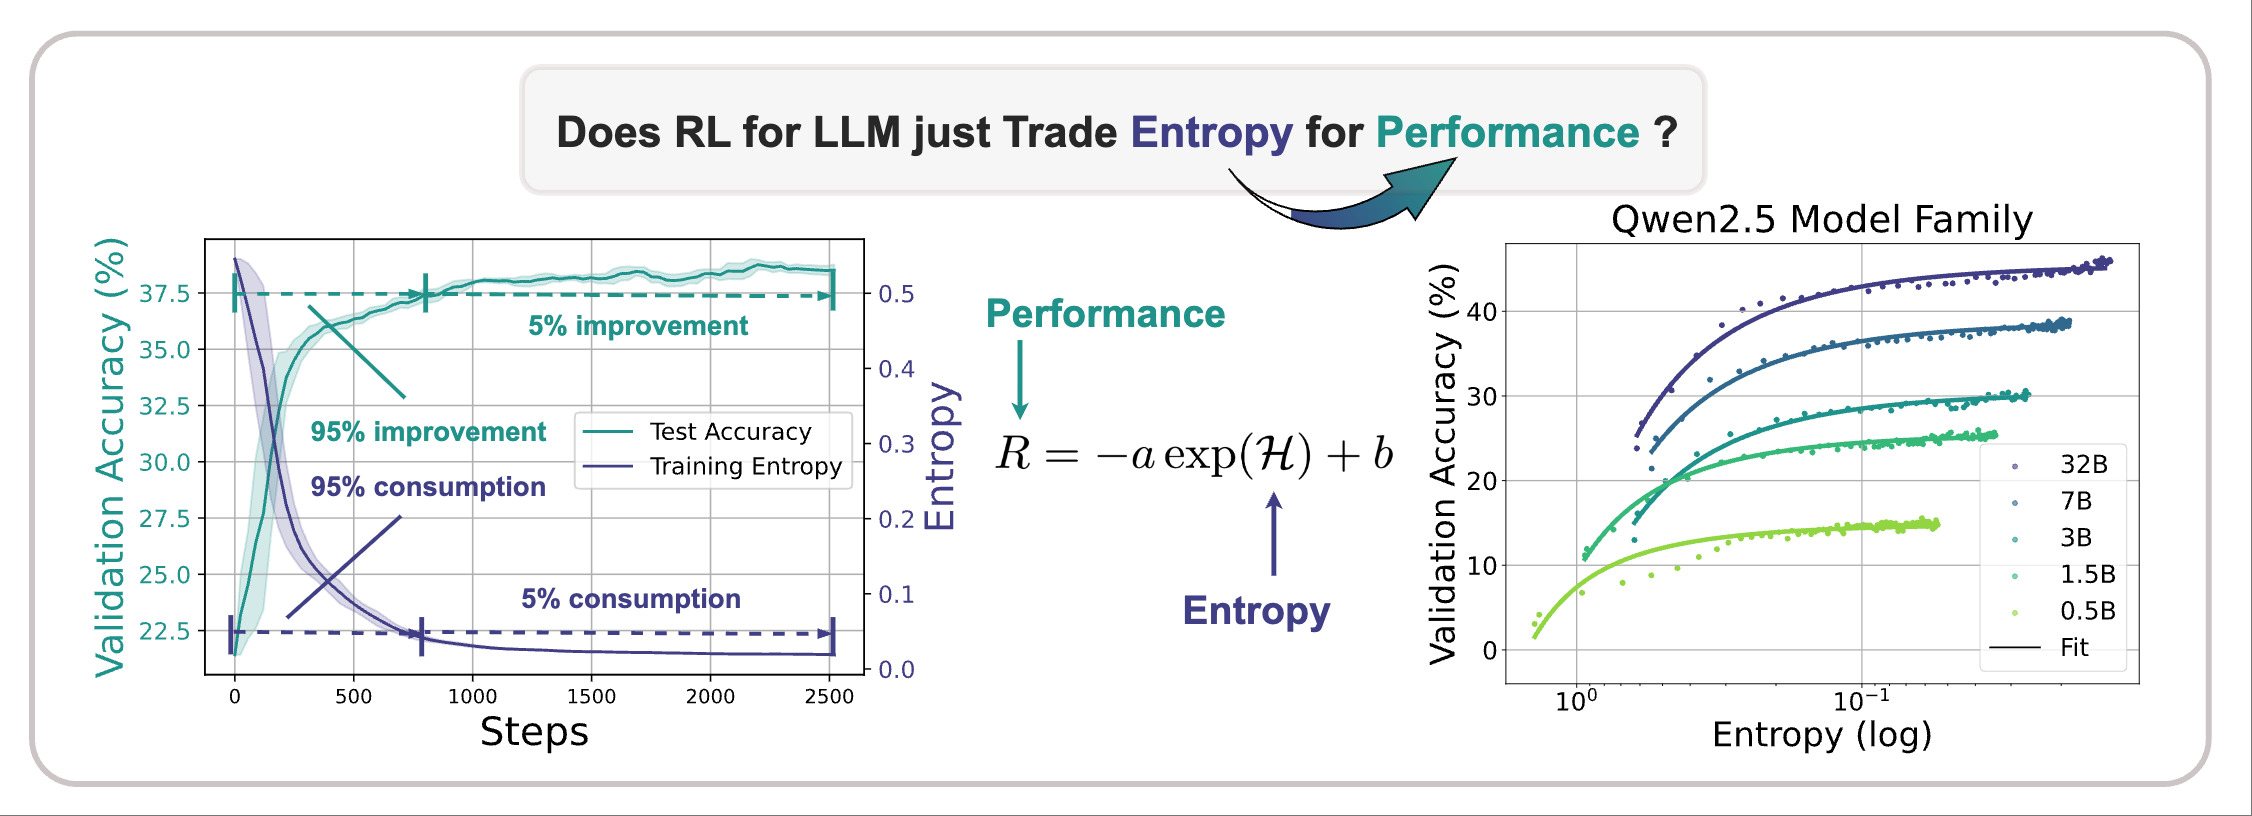 Does RL for LLM just Trade Entropy for Performance ?
Validation Accuracy (%)
37.5
35.0
32.5
30.0
27.5
25.0
22.5
5% improvement
95% improvement
95% consumption
5% consumption
Test Accuracy
Training Entropy
0.5
0.4
0.3
0.2
0.1
0.0
Entropy
0 500 1000 1500 2000 2500
Steps
Performance
R = −a exp(ℋ) + b
Entropy
Qwen2.5 Model Family
Validation Accuracy (%)
40
30
20
10
0
32B
7B
3B
1.5B
0.5B
Fit
10⁰ 10⁻¹
Entropy (log)